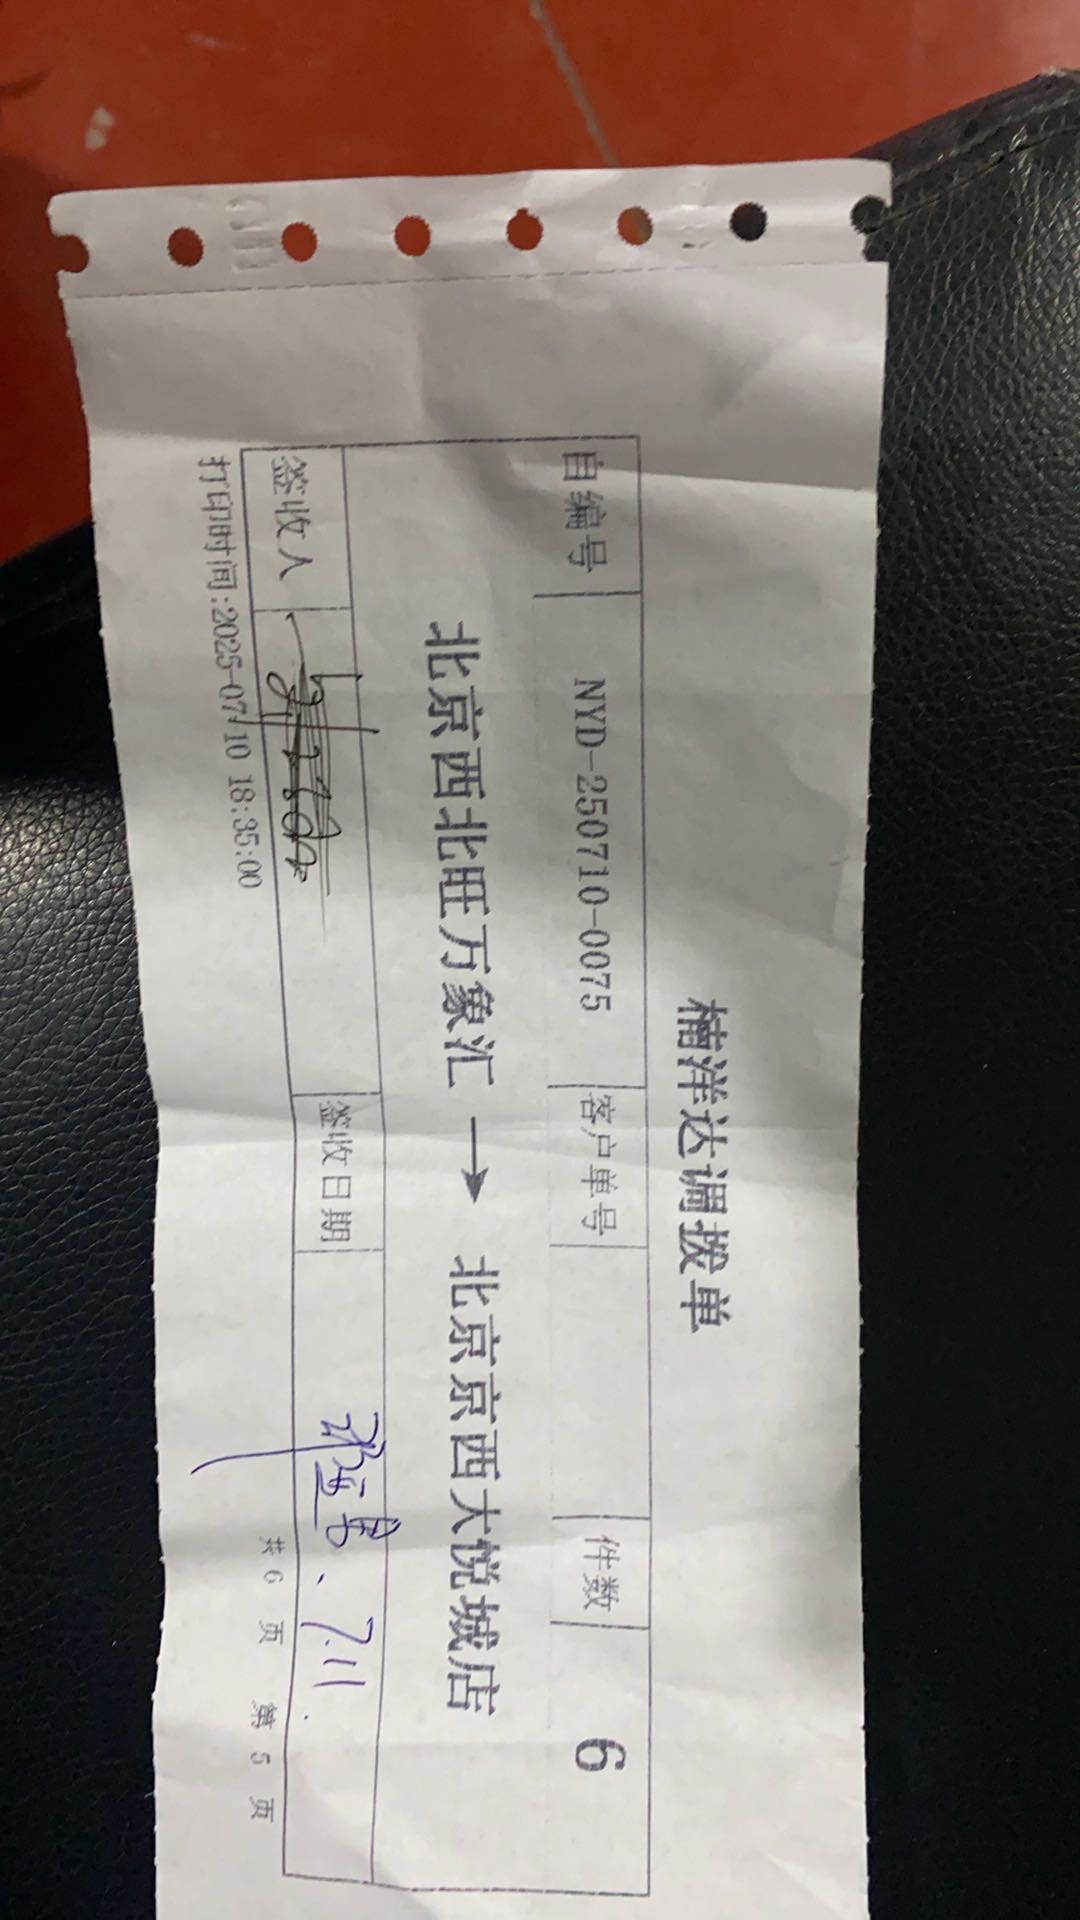 楠洋达调拨单
自编号 NYD-250710-0075 客户单号 件数 6
北京西北旺万象汇 → 北京京西大悦城店
签收人 签收日期 7.11.
打印时间:2025-07/10 18:35:00 共6 页 第 5 页